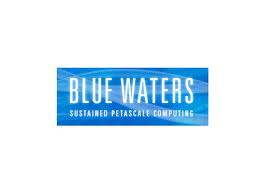 BLUE WATERS
SUSTAINED PETASCALE COMPUTING